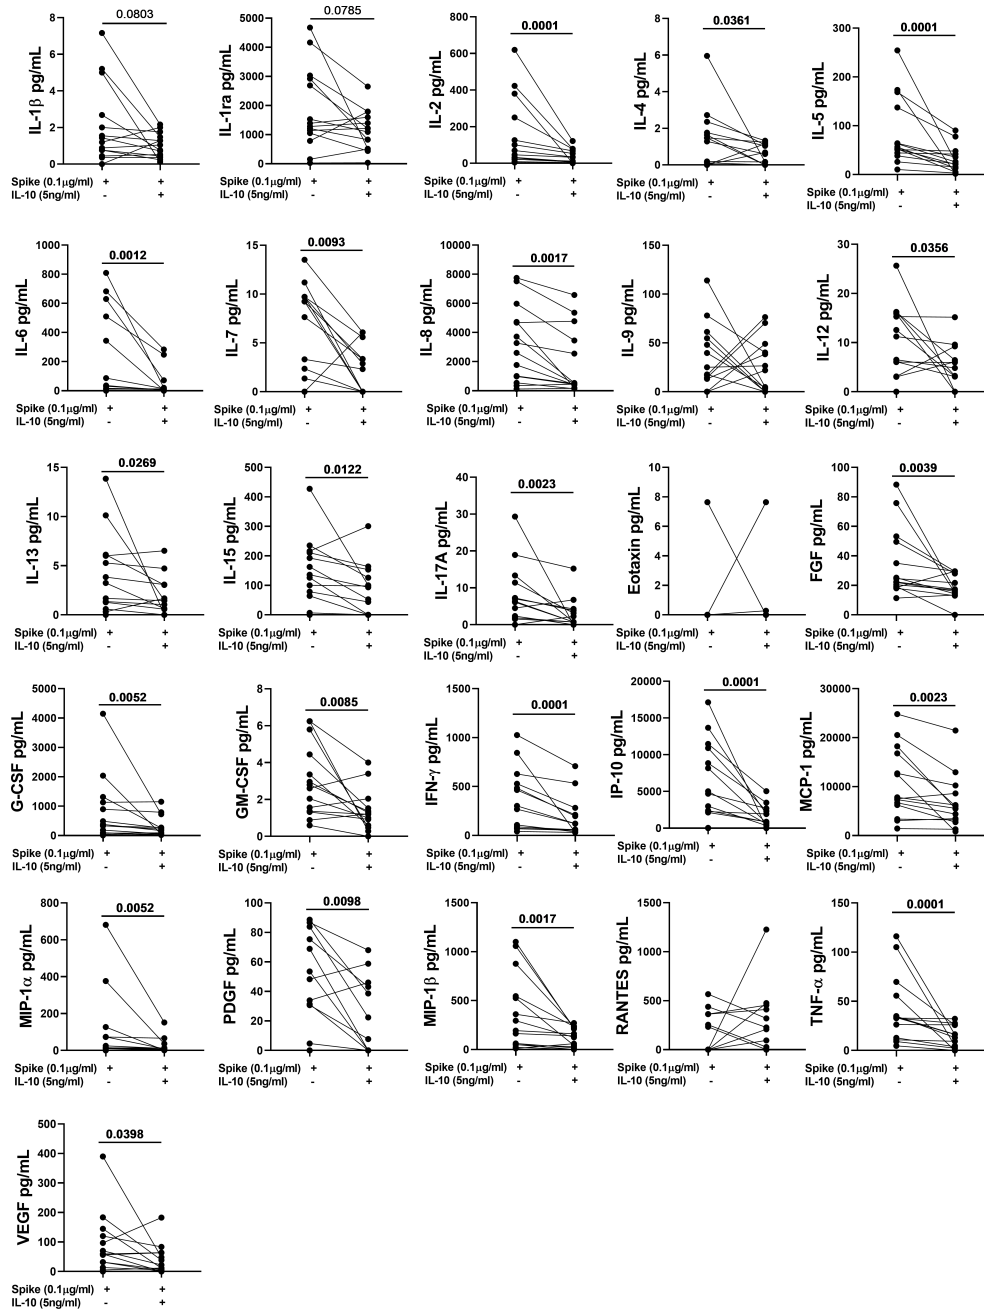 0.0803
8
6
4
2
0
IL-1β pg/mL
Spike (0.1μg/ml) + +
IL-10 (5ng/ml) - +
0.0785
5000
4000
3000
2000
1000
0
IL-1ra pg/mL
Spike (0.1μg/ml) + +
IL-10 (5ng/ml) - +
0.0001
800
600
400
200
0
IL-2 pg/mL
Spike (0.1μg/ml) + +
IL-10 (5ng/ml) - +
0.0361
8
6
4
2
0
IL-4 pg/mL
Spike (0.1μg/ml) + +
IL-10 (5ng/ml) - +
0.0001
300
200
100
0
IL-5 pg/mL
Spike (0.1μg/ml) + +
IL-10 (5ng/ml) - +
0.0012
1000
800
600
400
200
0
IL-6 pg/mL
Spike (0.1μg/ml) + +
IL-10 (5ng/ml) - +
0.0093
15
10
5
0
IL-7 pg/mL
Spike (0.1μg/ml) + +
IL-10 (5ng/ml) - +
0.0017
10000
8000
6000
4000
2000
0
IL-8 pg/mL
Spike (0.1μg/ml) + +
IL-10 (5ng/ml) - +
150
100
50
0
IL-9 pg/mL
Spike (0.1μg/ml) + +
IL-10 (5ng/ml) - +
0.0356
30
20
10
0
IL-12 pg/mL
Spike (0.1μg/ml) + +
IL-10 (5ng/ml) - +
0.0269
15
10
5
0
IL-13 pg/mL
Spike (0.1μg/ml) + +
IL-10 (5ng/ml) - +
0.0122
500
400
300
200
100
0
IL-15 pg/mL
Spike (0.1μg/ml) + +
IL-10 (5ng/ml) - +
0.0023
40
30
20
10
0
IL-17A pg/mL
Spike (0.1μg/ml) + +
IL-10 (5ng/ml) - +
10
8
6
4
2
0
Eotaxin pg/mL
Spike (0.1μg/ml) + +
IL-10 (5ng/ml) - +
0.0039
100
80
60
40
20
0
FGF pg/mL
Spike (0.1μg/ml) + +
IL-10 (5ng/ml) - +
0.0052
5000
4000
3000
2000
1000
0
G-CSF pg/mL
Spike (0.1μg/ml) + +
IL-10 (5ng/ml) - +
0.0085
8
6
4
2
0
GM-CSF pg/mL
Spike (0.1μg/ml) + +
IL-10 (5ng/ml) - +
0.0001
1500
1000
500
0
IFN-γ pg/mL
Spike (0.1μg/ml) + +
IL-10 (5ng/ml) - +
0.0001
20000
15000
10000
5000
0
IP-10 pg/mL
Spike (0.1μg/ml) + +
IL-10 (5ng/ml) - +
0.0023
30000
20000
10000
0
MCP-1 pg/mL
Spike (0.1μg/ml) + +
IL-10 (5ng/ml) - +
0.0052
800
600
400
200
0
MIP-1α pg/mL
Spike (0.1μg/ml) + +
IL-10 (5ng/ml) - +
0.0098
100
80
60
40
20
0
PDGF pg/mL
Spike (0.1μg/ml) + +
IL-10 (5ng/ml) - +
0.0017
1500
1000
500
0
MIP-1β pg/mL
Spike (0.1μg/ml) + +
IL-10 (5ng/ml) - +
1500
1000
500
0
RANTES pg/mL
Spike (0.1μg/ml) + +
IL-10 (5ng/ml) - +
0.0001
150
100
50
0
TNF-α pg/mL
Spike (0.1μg/ml) + +
IL-10 (5ng/ml) - +
0.0398
500
400
300
200
100
0
VEGF pg/mL
Spike (0.1μg/ml) + +
IL-10 (5ng/ml) - +